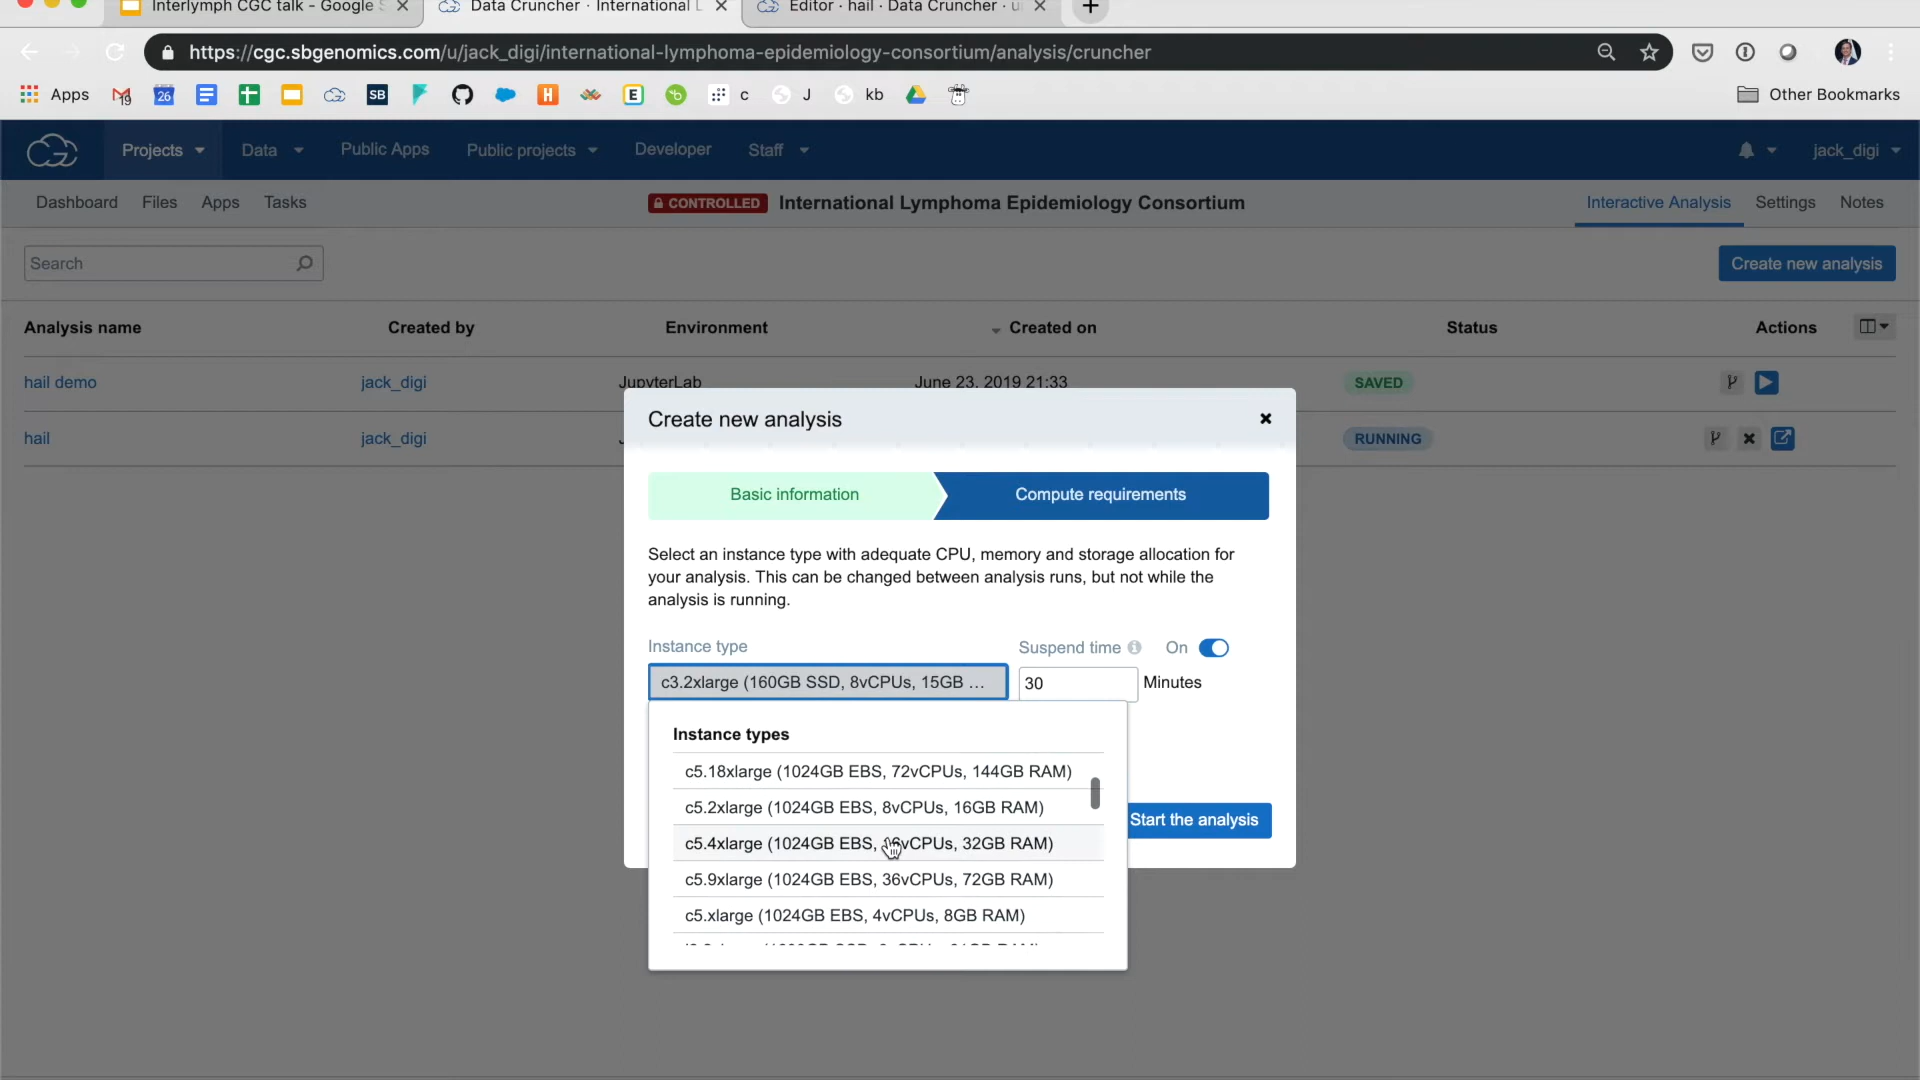 Interlymph CGC talk - Google S
Data Cruncher · International L
Editor · hail · Data Cruncher · u
https://cgc.sbgenomics.com/u/jack_digi/international-lymphoma-epidemiology-consortium/analysis/cruncher
Apps
19
26
SB
H
E
c
J
kb
Other Bookmarks
Projects
Data
Public Apps
Public projects
Developer
Staff
jack_digi
Dashboard
Files
Apps
Tasks
CONTROLLED
International Lymphoma Epidemiology Consortium
Interactive Analysis
Settings
Notes
Search
Create new analysis
Analysis name
Created by
Environment
Created on
Status
Actions
hail demo
jack_digi
JupyterLab
June 23, 2019 21:33
SAVED
hail
jack_digi
RUNNING
Create new analysis
Basic information
Compute requirements
Select an instance type with adequate CPU, memory and storage allocation for
your analysis. This can be changed between analysis runs, but not while the
analysis is running.
Instance type
Suspend time
On
c3.2xlarge (160GB SSD, 8vCPUs, 15GB ...
30
Minutes
Instance types
c5.18xlarge (1024GB EBS, 72vCPUs, 144GB RAM)
c5.2xlarge (1024GB EBS, 8vCPUs, 16GB RAM)
c5.4xlarge (1024GB EBS, 16vCPUs, 32GB RAM)
Start the analysis
c5.9xlarge (1024GB EBS, 36vCPUs, 72GB RAM)
c5.xlarge (1024GB EBS, 4vCPUs, 8GB RAM)